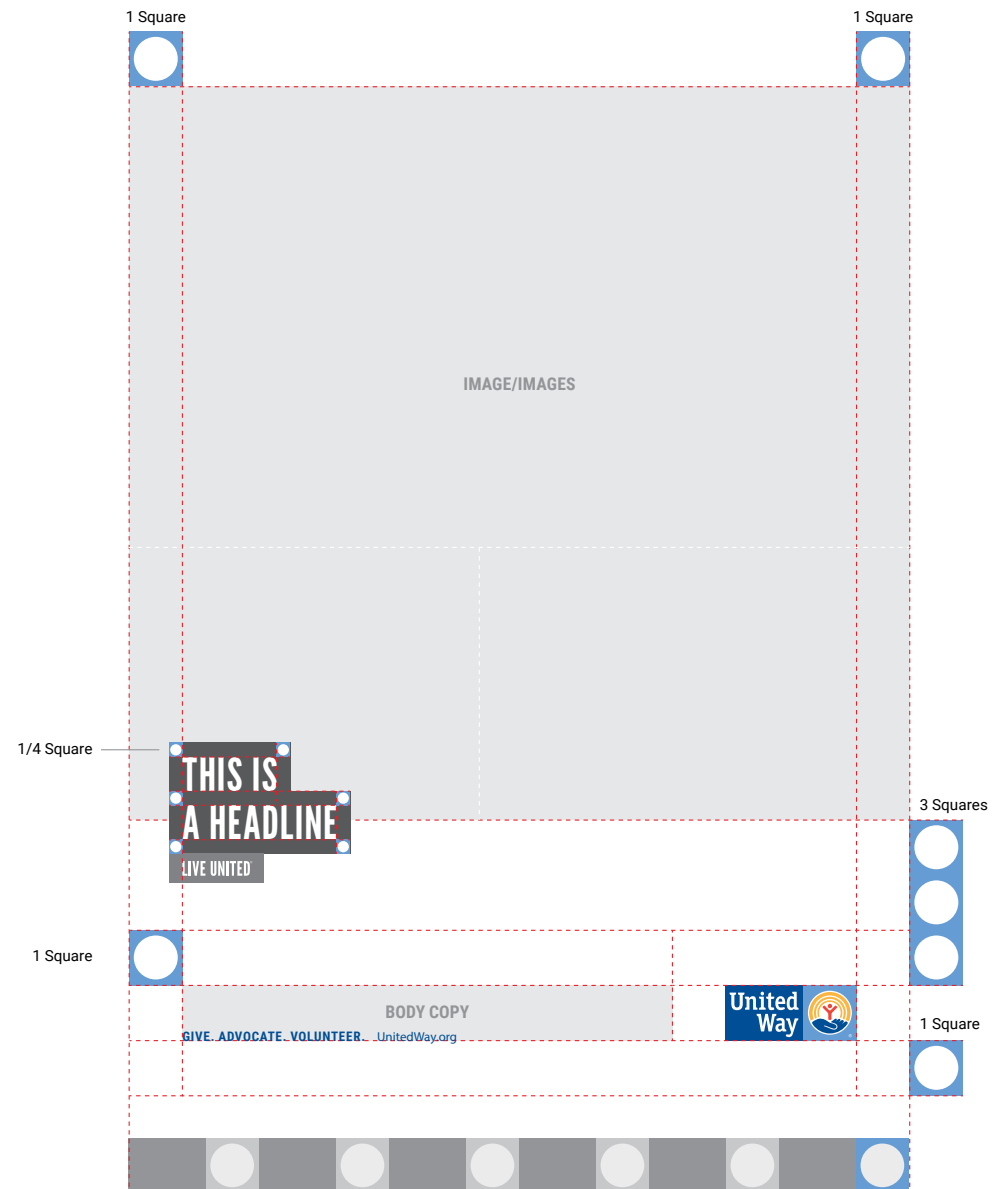 1 Square
1 Square
IMAGE/IMAGES
1/4 Square
THIS IS
A HEADLINE
LIVE UNITED
3 Squares
1 Square
BODY COPY
GIVE. ADVOCATE. VOLUNTEER. UnitedWay.org
United
Way
1 Square